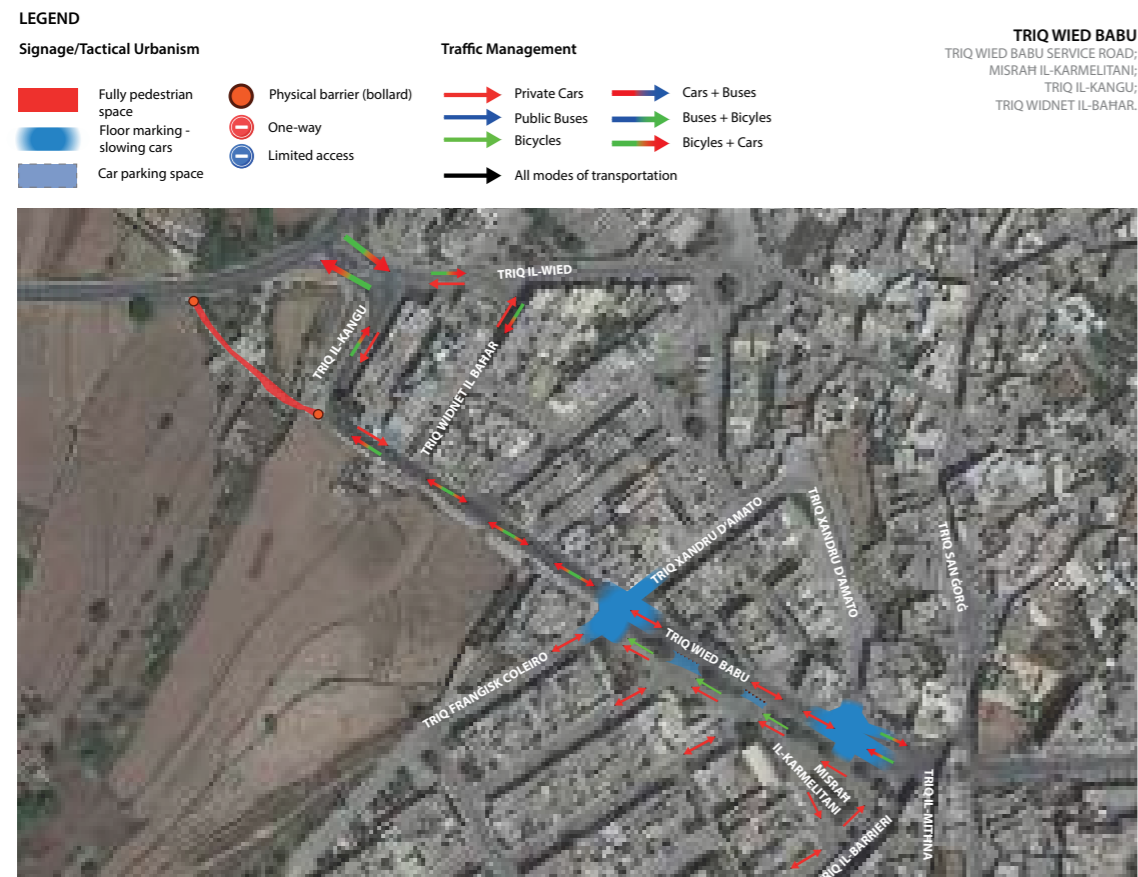 LEGEND
Signage/Tactical Urbanism
Fully pedestrian
space
Floor marking -
slowing cars
Car parking space
Physical barrier (bollard)
One-way
Limited access
Traffic Management
Private Cars
Public Buses
Bicycles
All modes of transportation
Cars + Buses
Buses + Bicyles
Bicyles + Cars
TRIQ WIED BABU
TRIQ WIED BABU SERVICE ROAD;
MISRAĦ IL-KARMELITANI;
TRIQ IL-KANGU;
TRIQ WIDNET IL-BAĦAR.
TRIQ IL-WIED
TRIQ IL-KANGU
TRIQ WIDNET IL BAĦAR
TRIQ XANDRU D'AMATO
TRIQ XANDRU D'AMATO
TRIQ SAN ĠORĠ
TRIQ WIED BABU
TRIQ FRANĠISK COLEIRO
MISRAĦ
IL-KARMELITANI
TRIQ IL-MITĦNA
TRIQ IL-BARRIERI